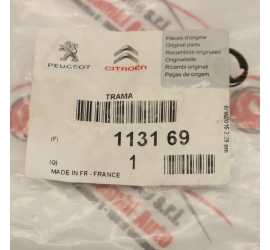 PEUGEOT
CITROËN
Pièces d'origine
Original parts
Recambios originales
Originalteile
Ricambi originali
Peças de origem
TRAMA
(P)
1131 69
(Q)
1
MADE IN FR - FRANCE